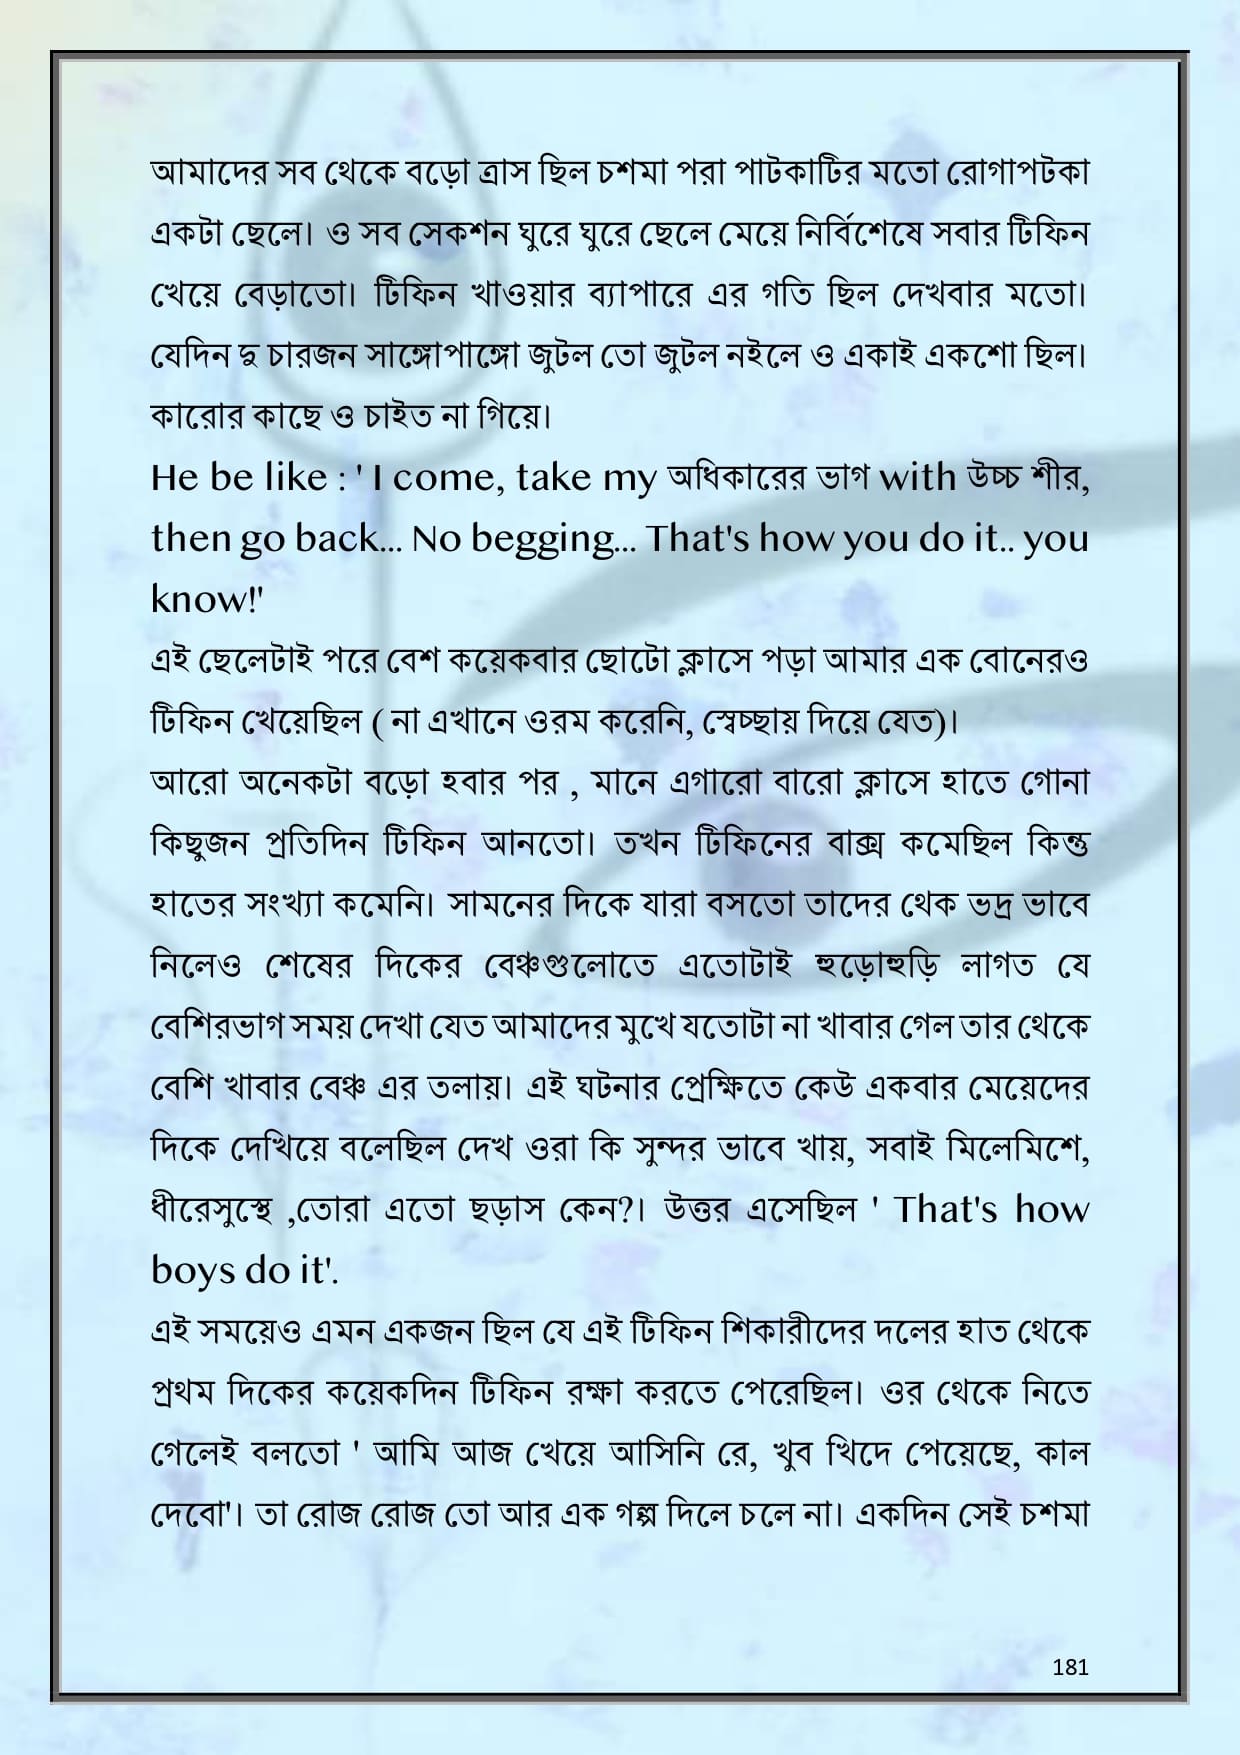 আমাদের সব থেকে বড়ো ত্রাস ছিল চশমা পরা পাটকাটির মতো রোগাপটকা
একটা ছেলে। ও সব সেকশন ঘুরে ঘুরে ছেলে মেয়ে নির্বিশেষে সবার টিফিন
খেয়ে বেড়াতো। টিফিন খাওয়ার ব্যাপারে এর গতি ছিল দেখবার মতো।
যেদিন দু চারজন সাঙ্গোপাঙ্গো জুটল তো জুটল নইলে ও একাই একশো ছিল।
কারোর কাছে ও চাইত না গিয়ে।
He be like : ' I come, take my অধিকারের ভাগ with উচ্চ শীর,
then go back... No begging... That's how you do it.. you
know!'
এই ছেলেটাই পরে বেশ কয়েকবার ছোটো ক্লাসে পড়া আমার এক বোনেরও
টিফিন খেয়েছিল ( না এখানে ওরম করেনি, স্বেচ্ছায় দিয়ে যেত)।
আরো অনেকটা বড়ো হবার পর , মানে এগারো বারো ক্লাসে হাতে গোনা
কিছুজন প্রতিদিন টিফিন আনতো। তখন টিফিনের বাক্স কমেছিল কিন্তু
হাতের সংখ্যা কমেনি। সামনের দিকে যারা বসতো তাদের থেক ভদ্র ভাবে
নিলেও শেষের দিকের বেঞ্চগুলোতে এতোটাই হুড়োহুড়ি লাগত যে
বেশিরভাগ সময় দেখা যেত আমাদের মুখে যতোটা না খাবার গেল তার থেকে
বেশি খাবার বেঞ্চ এর তলায়। এই ঘটনার প্রেক্ষিতে কেউ একবার মেয়েদের
দিকে দেখিয়ে বলেছিল দেখ ওরা কি সুন্দর ভাবে খায়, সবাই মিলেমিশে,
ধীরেসুস্থে ,তোরা এতো ছড়াস কেন?। উত্তর এসেছিল ' That's how
boys do it'.
এই সময়েও এমন একজন ছিল যে এই টিফিন শিকারীদের দলের হাত থেকে
প্রথম দিকের কয়েকদিন টিফিন রক্ষা করতে পেরেছিল। ওর থেকে নিতে
গেলেই বলতো ' আমি আজ খেয়ে আসিনি রে, খুব খিদে পেয়েছে, কাল
দেবো'। তা রোজ রোজ তো আর এক গল্প দিলে চলে না। একদিন সেই চশমা
181